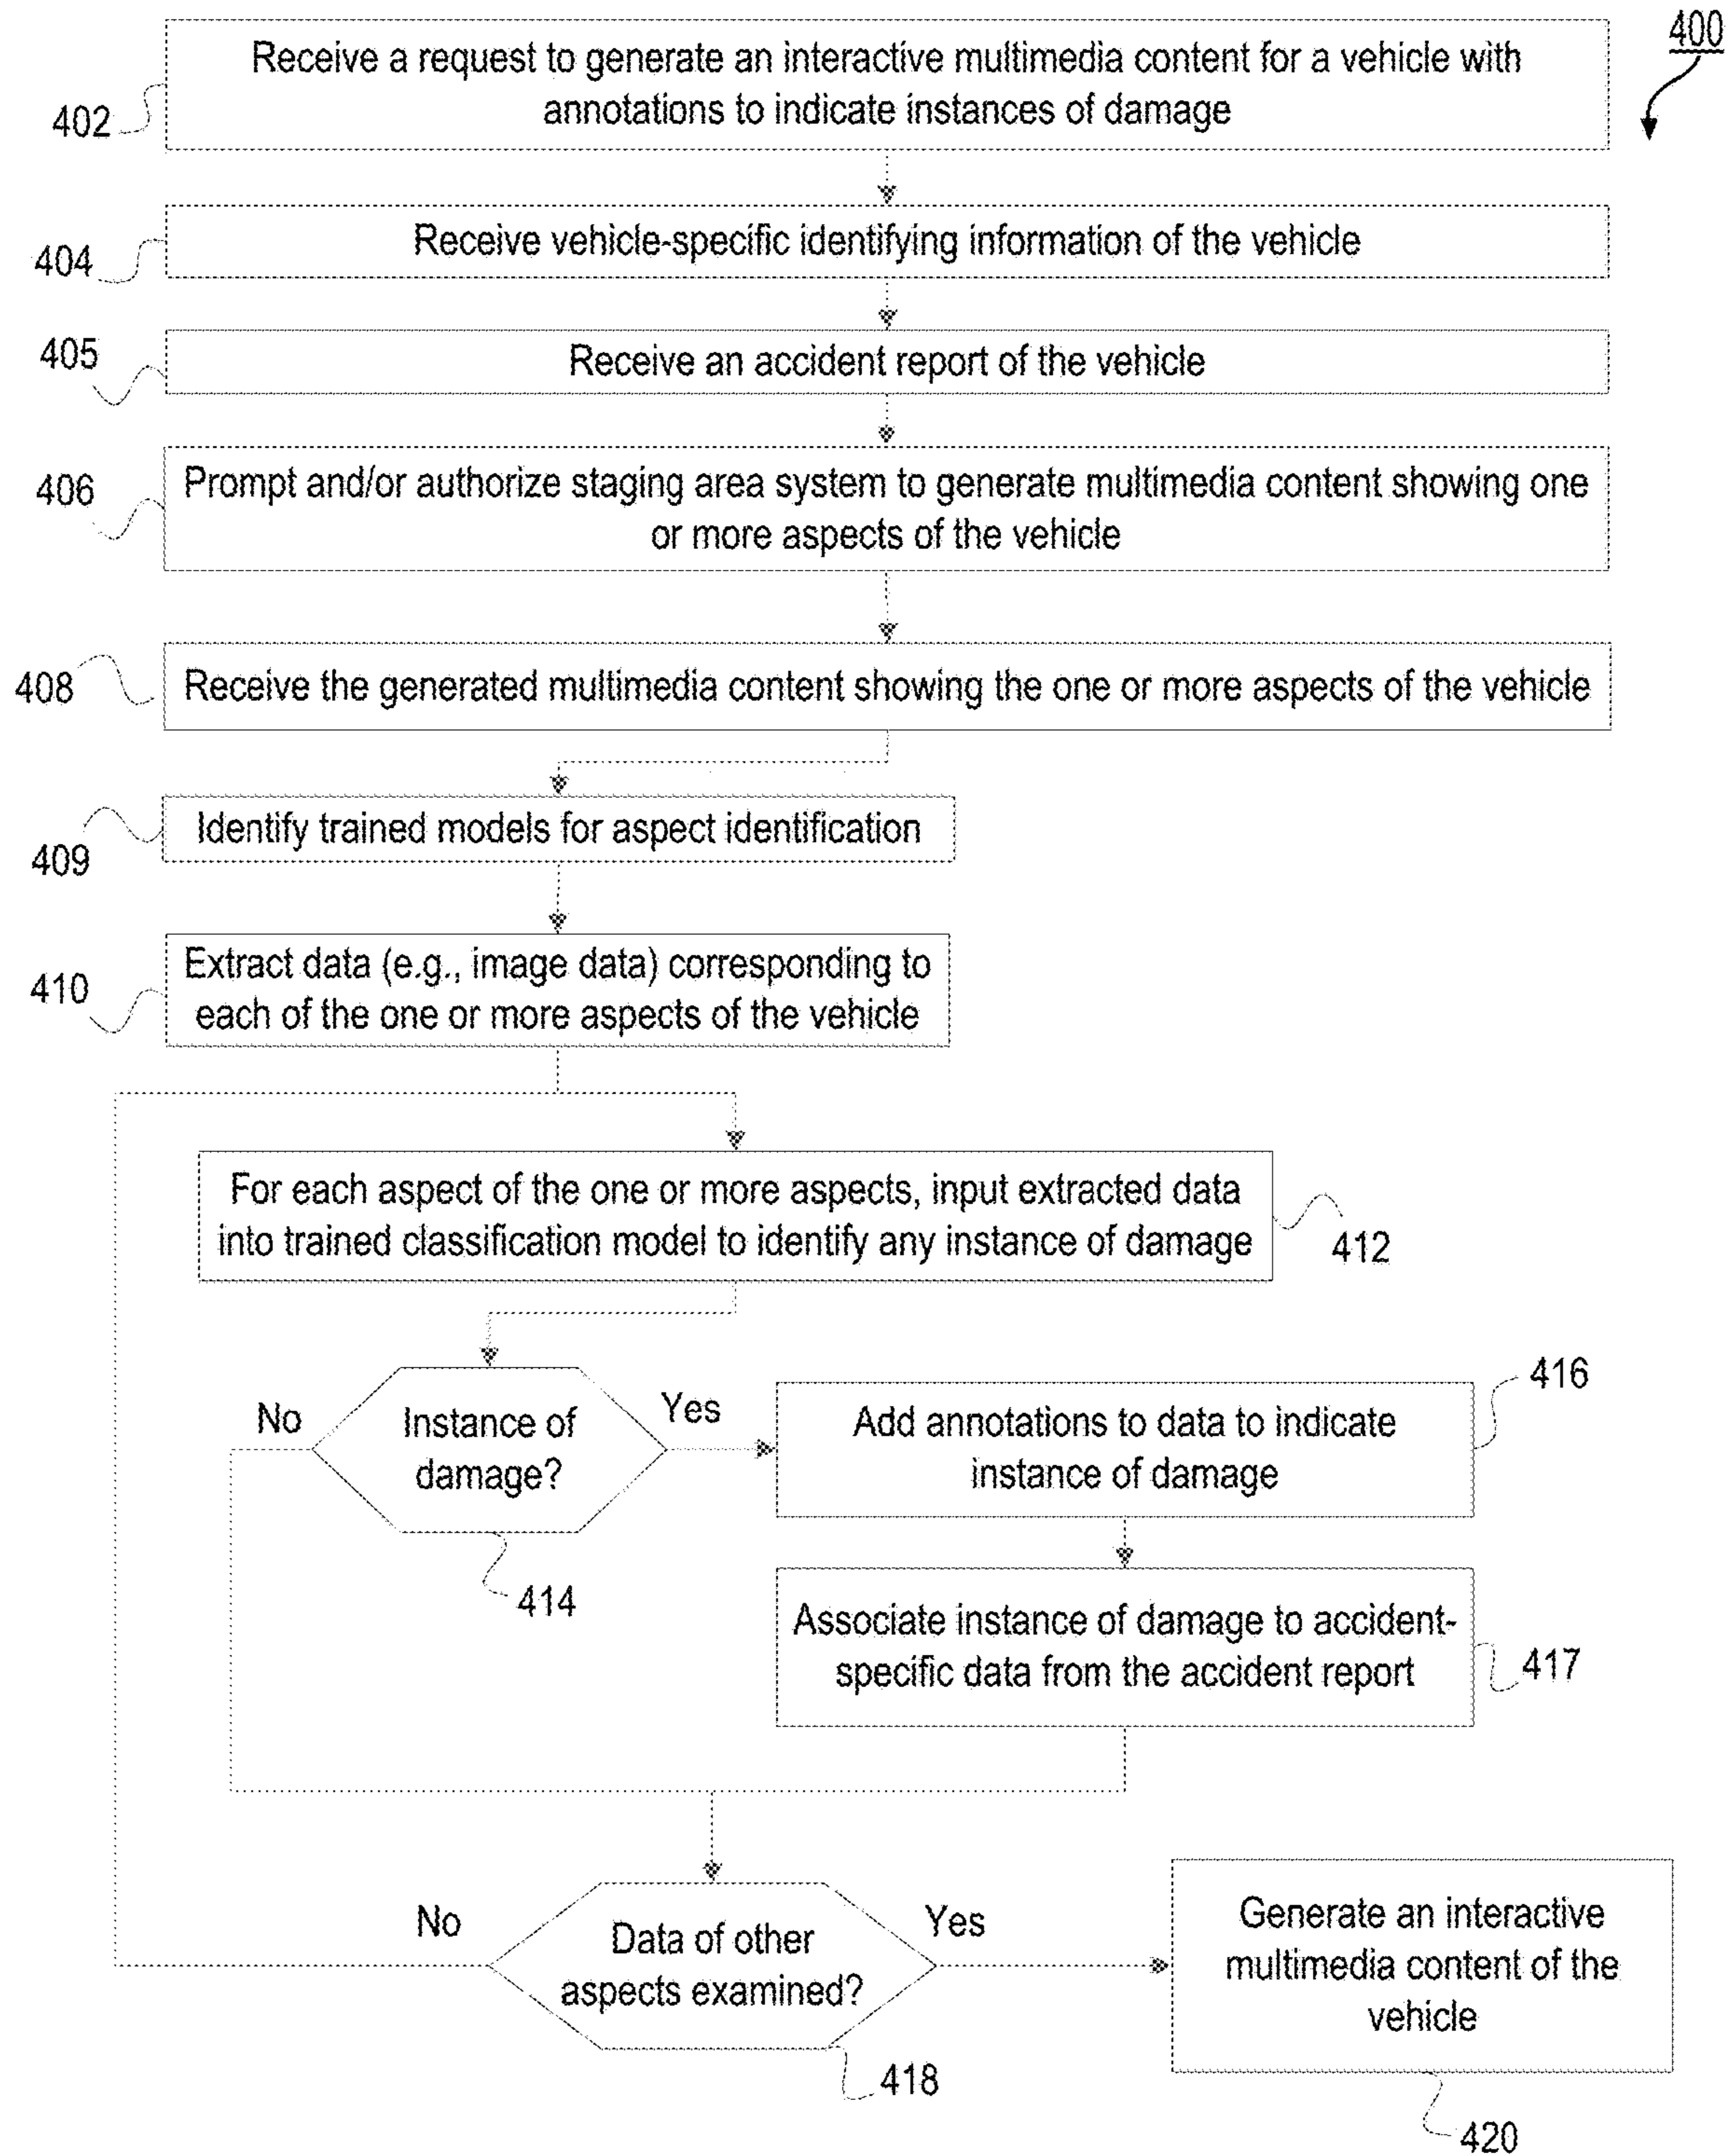 400
Receive a request to generate an interactive multimedia content for a vehicle with
annotations to indicate instances of damage
402
Receive vehicle-specific identifying information of the vehicle
404
Receive an accident report of the vehicle
405
Prompt and/or authorize staging area system to generate multimedia content showing one
or more aspects of the vehicle
406
Receive the generated multimedia content showing the one or more aspects of the vehicle
408
Identify trained models for aspect identification
409
Extract data (e.g., image data) corresponding to
each of the one or more aspects of the vehicle
410
For each aspect of the one or more aspects, input extracted data
into trained classification model to identify any instance of damage
412
No
Instance of
damage?
Yes
414
Add annotations to data to indicate
instance of damage
416
Associate instance of damage to accident-
specific data from the accident report
417
No
Data of other
aspects examined?
Yes
418
Generate an interactive
multimedia content of the
vehicle
420